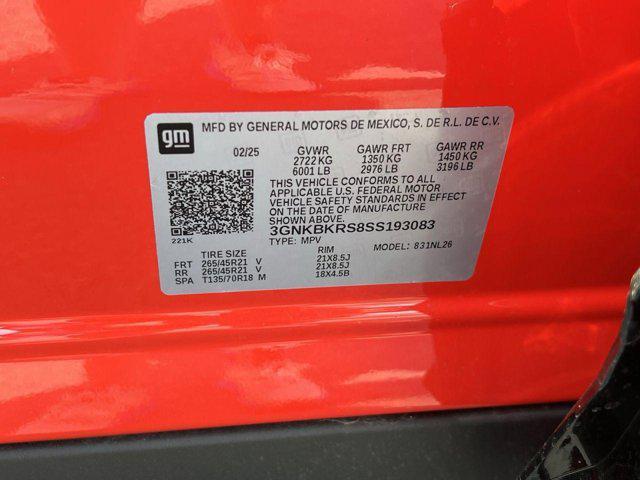 gm MFD BY GENERAL MOTORS DE MEXICO, S. DE R.L. DE C.V.
02/25 GVWR GAWR FRT GAWR RR
2722 KG 1350 KG 1450 KG
6001 LB 2976 LB 3196 LB
THIS VEHICLE CONFORMS TO ALL
APPLICABLE U.S. FEDERAL MOTOR
VEHICLE SAFETY STANDARDS IN EFFECT
ON THE DATE OF MANUFACTURE
SHOWN ABOVE.
3GNKBKRS8SS193083
221K TYPE: MPV MODEL: 831NL26
TIRE SIZE RIM
FRT 265/45R21 V 21X8.5J
RR 265/45R21 V 21X8.5J
SPA T135/70R18 M 18X4.5B